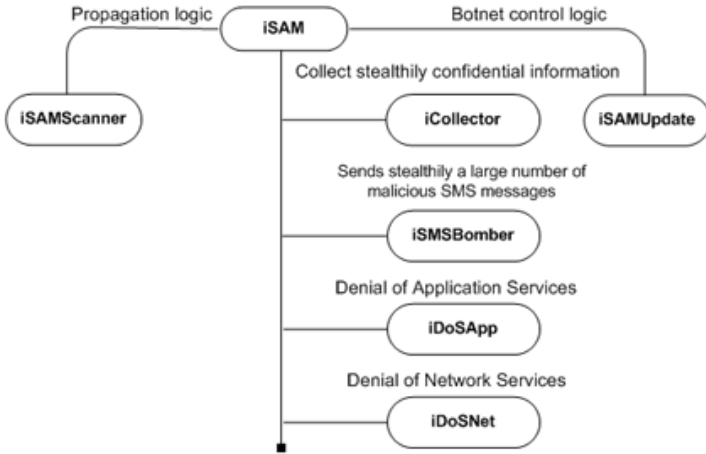 Propagation logic
iSAM
Botnet control logic
Collect stealthily confidential information
iSAMScanner
iCollector
iSAMUpdate
Sends stealthily a large number of
malicious SMS messages
iSMSBomber
Denial of Application Services
iDoSApp
Denial of Network Services
iDoSNet